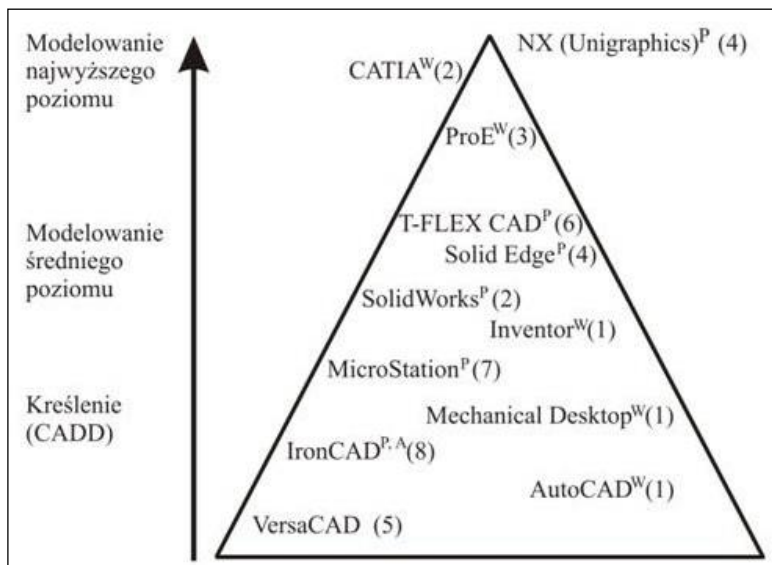 Modelowanie
najwyższego
poziomu
Modelowanie
średniego
poziomu
Kreślenie
(CADD)
NX (Unigraphics)ᴾ (4)
CATIAᵂ(2)
ProEᵂ(3)
T-FLEX CADᴾ(6)
Solid Edgeᴾ(4)
SolidWorksᴾ(2)
Inventorᵂ(1)
MicroStationᴾ(7)
Mechanical Desktopᵂ(1)
IronCADᴾ,ᴬ(8)
AutoCADᵂ(1)
VersaCAD (5)